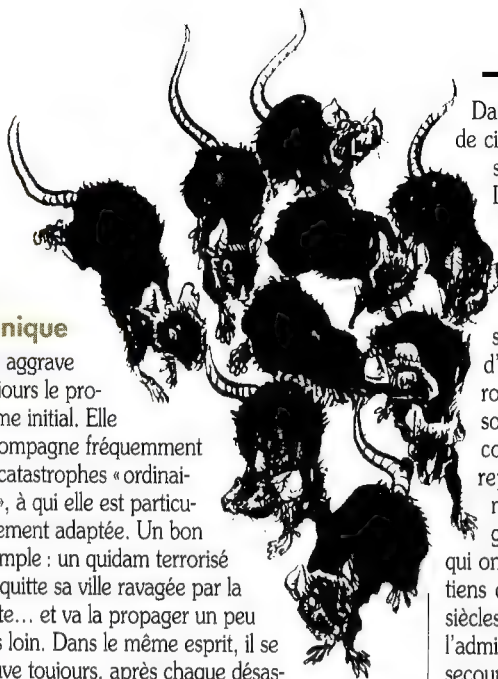 nique
aggrave
jours le pro-
me initial. Elle
ompagne fréquemment
catastrophes « ordinai-
», à qui elle est particu-
ement adaptée. Un bon
mple : un quidam terrorisé
quitte sa ville ravagée par la
te… et va la propager un peu
s loin. Dans le même esprit, il se
uve toujours, après chaque désas-
Da
de ci
s
I
s
d'
ro
so
co
rep
n
g
qui on
tiens d
siècles
l'admi
secour